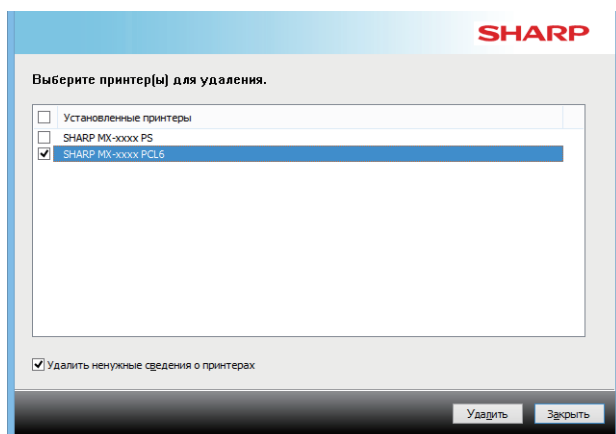 SHARP
Выберите принтер(ы) для удаления.
Установленные принтеры
SHARP MX-xxxx PS
SHARP MX-xxxx PCL6
Удалить ненужные сведения о принтерах
Удалить Закрыть